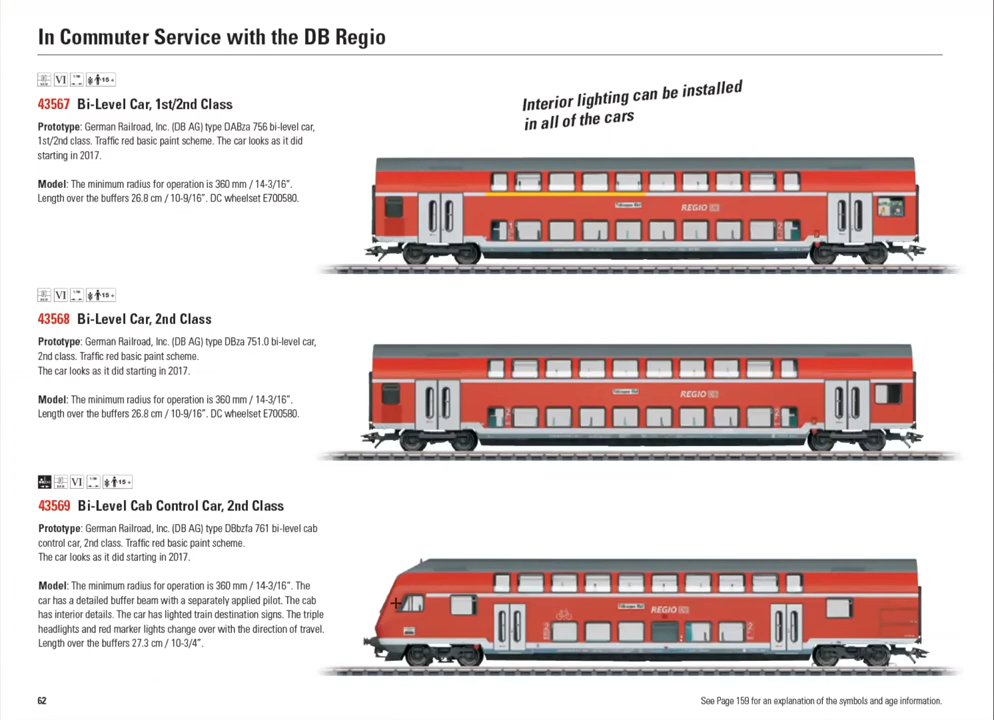 In Commuter Service with the DB Regio
VI 15 +
43567 Bi-Level Car, 1st/2nd Class
Prototype: German Railroad, Inc. (DB AG) type DABza 756 bi-level car,
1st/2nd class. Traffic red basic paint scheme. The car looks as it did
starting in 2017.
Model: The minimum radius for operation is 360 mm / 14-3/16”.
Length over the buffers 26.8 cm / 10-9/16”. DC wheelset E700580.
Interior lighting can be installed
in all of the cars
REGIO DB
VI 15 +
43568 Bi-Level Car, 2nd Class
Prototype: German Railroad, Inc. (DB AG) type DBza 751.0 bi-level car,
2nd class. Traffic red basic paint scheme.
The car looks as it did starting in 2017.
Model: The minimum radius for operation is 360 mm / 14-3/16”.
Length over the buffers 26.8 cm / 10-9/16”. DC wheelset E700580.
REGIO DB
VI 15 +
43569 Bi-Level Cab Control Car, 2nd Class
Prototype: German Railroad, Inc. (DB AG) type DBbzfa 761 bi-level cab
control car, 2nd class. Traffic red basic paint scheme.
The car looks as it did starting in 2017.
Model: The minimum radius for operation is 360 mm / 14-3/16”. The
car has a detailed buffer beam with a separately applied pilot. The cab
has interior details. The car has lighted train destination signs. The triple
headlights and red marker lights change over with the direction of travel.
Length over the buffers 27.3 cm / 10-3/4”.
REGIO DB
62
See Page 159 for an explanation of the symbols and age information.